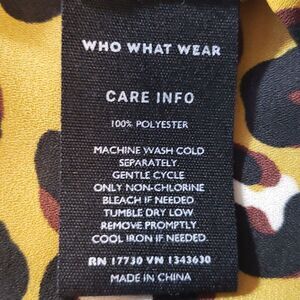 WHO WHAT WEAR
CARE INFO
100% POLYESTER
MACHINE WASH COLD
SEPARATELY.
GENTLE CYCLE
ONLY NON-CHLORINE
BLEACH IF NEEDED.
TUMBLE DRY LOW
REMOVE PROMPTLY.
COOL IRON IF NEEDED.
RN 17730 VN 1343630
MADE IN CHINA